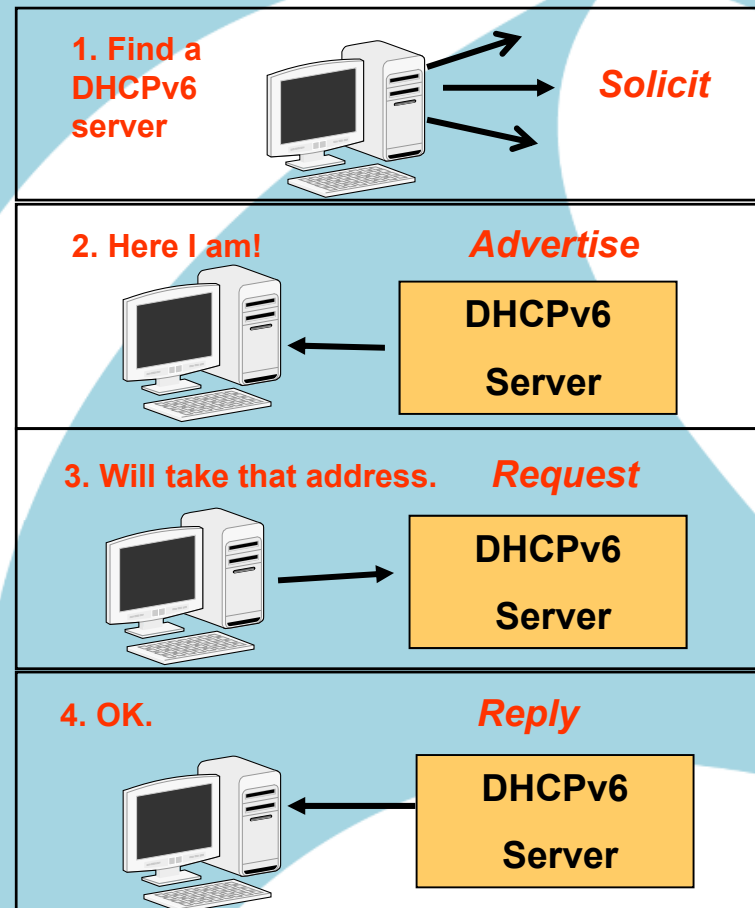 1. Find a
DHCPv6
server
Solicit
2. Here I am!
Advertise
DHCPv6
Server
3. Will take that address.
Request
DHCPv6
Server
4. OK.
Reply
DHCPv6
Server